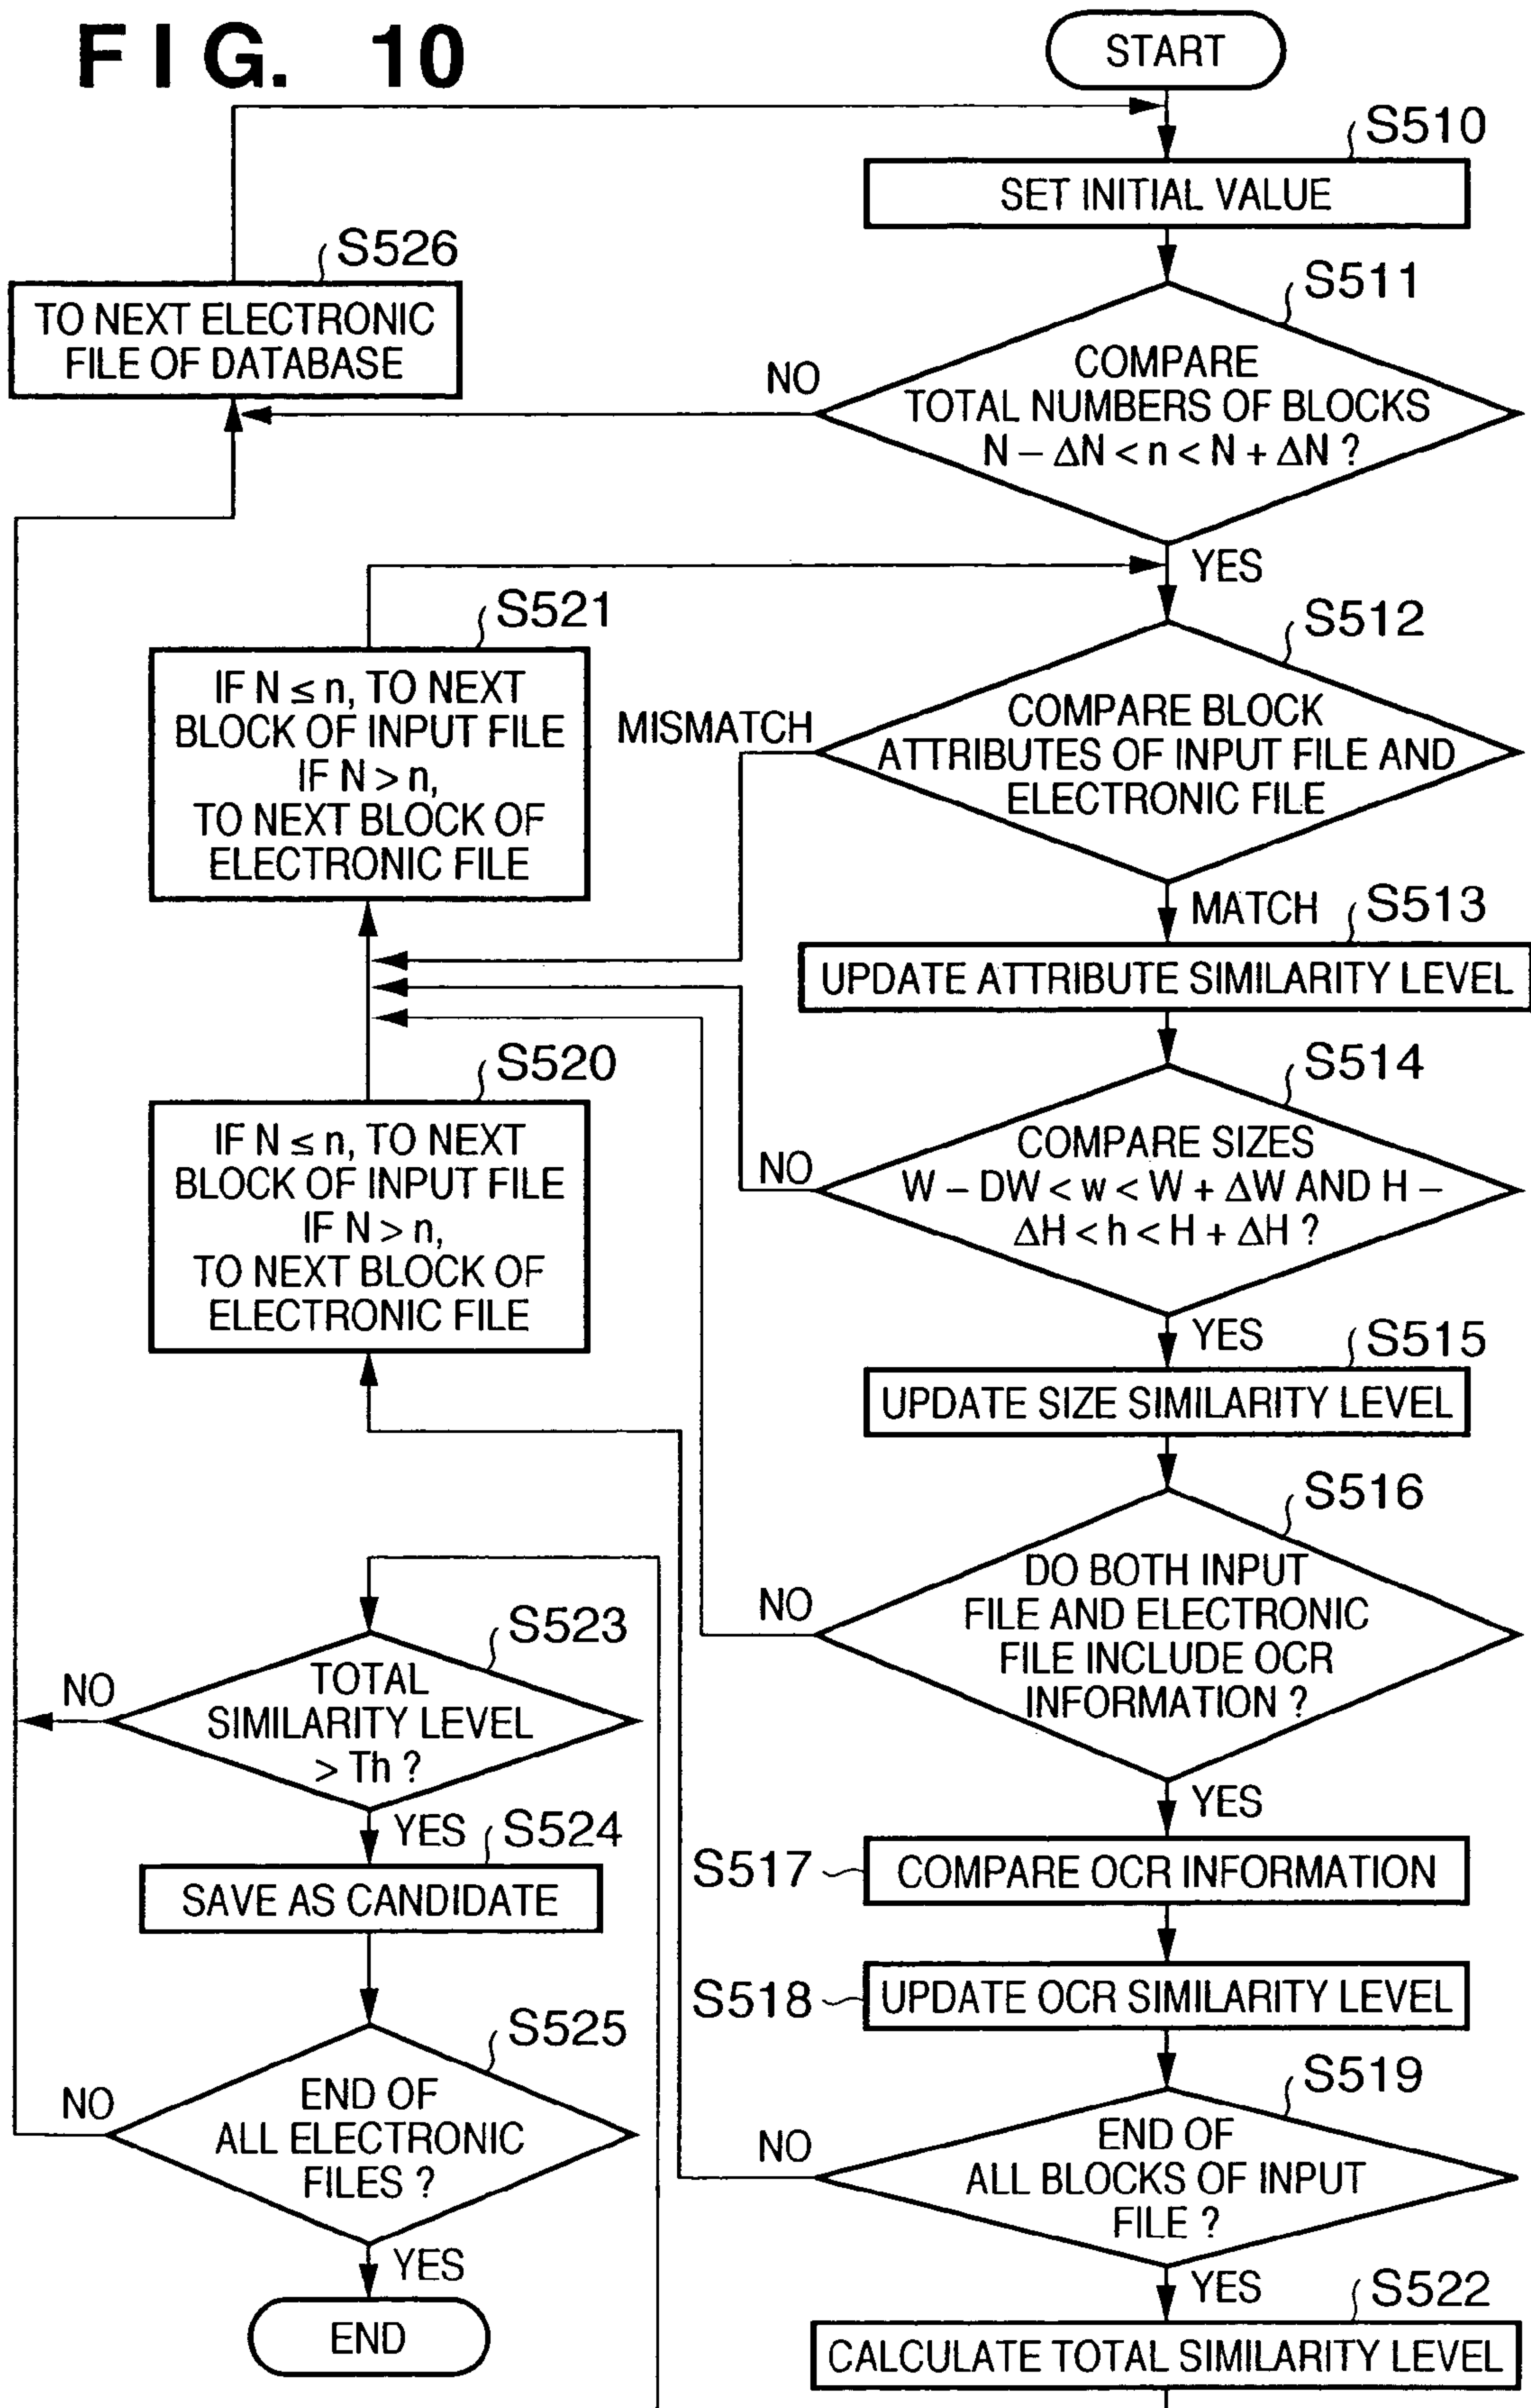 FIG. 10
START
S510
SET INITIAL VALUE
S526
TO NEXT ELECTRONIC
FILE OF DATABASE
S511
COMPARE
TOTAL NUMBERS OF BLOCKS
N – ΔN < n < N + ΔN ?
NO
YES
S521
IF N ≤ n, TO NEXT
BLOCK OF INPUT FILE
IF N > n,
TO NEXT BLOCK OF
ELECTRONIC FILE
S512
COMPARE BLOCK
ATTRIBUTES OF INPUT FILE AND
ELECTRONIC FILE
MISMATCH
MATCH
S513
UPDATE ATTRIBUTE SIMILARITY LEVEL
S520
IF N ≤ n, TO NEXT
BLOCK OF INPUT FILE
IF N > n,
TO NEXT BLOCK OF
ELECTRONIC FILE
S514
COMPARE SIZES
W – DW < w < W + ΔW AND H –
ΔH < h < H + ΔH ?
NO
YES
S515
UPDATE SIZE SIMILARITY LEVEL
S516
DO BOTH INPUT
FILE AND ELECTRONIC
FILE INCLUDE OCR
INFORMATION ?
NO
YES
S517
COMPARE OCR INFORMATION
S518
UPDATE OCR SIMILARITY LEVEL
S519
END OF
ALL BLOCKS OF INPUT
FILE ?
NO
YES
S522
CALCULATE TOTAL SIMILARITY LEVEL
S523
TOTAL
SIMILARITY LEVEL
> Th ?
NO
YES
S524
SAVE AS CANDIDATE
S525
END OF
ALL ELECTRONIC
FILES ?
NO
YES
END